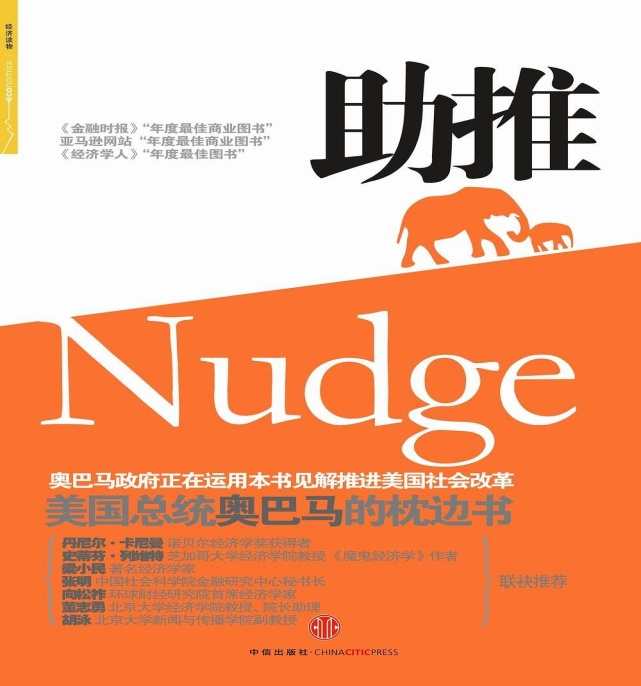 经济读物
economics
《金融时报》“年度最佳商业图书”
亚马逊网站“年度最佳商业图书”
《经济学人》“年度最佳图书”
助推
Nudge
奥巴马政府正在运用本书见解推进美国社会改革
美国总统奥巴马的枕边书
丹尼尔·卡尼曼 诺贝尔经济学奖获得者
史蒂芬·列维特 芝加哥大学经济学院教授《魔鬼经济学》作者
梁小民 著名经济学家
张明 中国社会科学院金融研究中心秘书长
向松祚 环球财经研究院首席经济学家
董志勇 北京大学经济学院教授、院长助理
胡泳 北京大学新闻与传播学院副教授
联袂推荐
中信出版社·CHINACITICPRESS